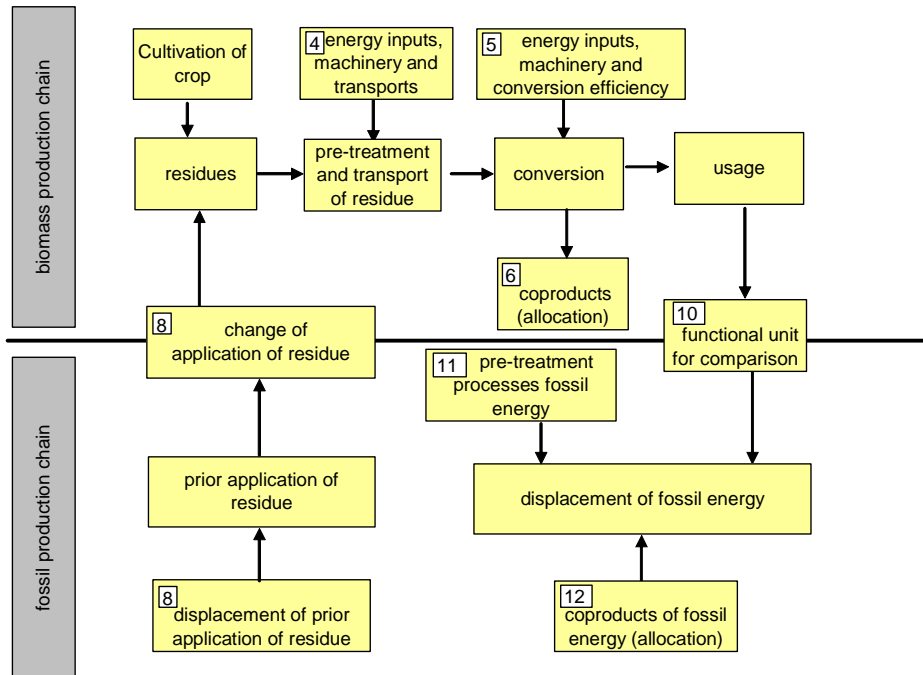 biomass production chain
Cultivation of
crop
4
energy inputs,
machinery and
transports
5
energy inputs,
machinery and
conversion efficiency
residues
pre-treatment
and transport
of residue
conversion
usage
6
coproducts
(allocation)
8
change of
application of residue
10
functional unit
for comparison
fossil production chain
11
pre-treatment
processes fossil
energy
prior application of
residue
displacement of fossil energy
8
displacement of prior
application of residue
12
coproducts of fossil
energy (allocation)